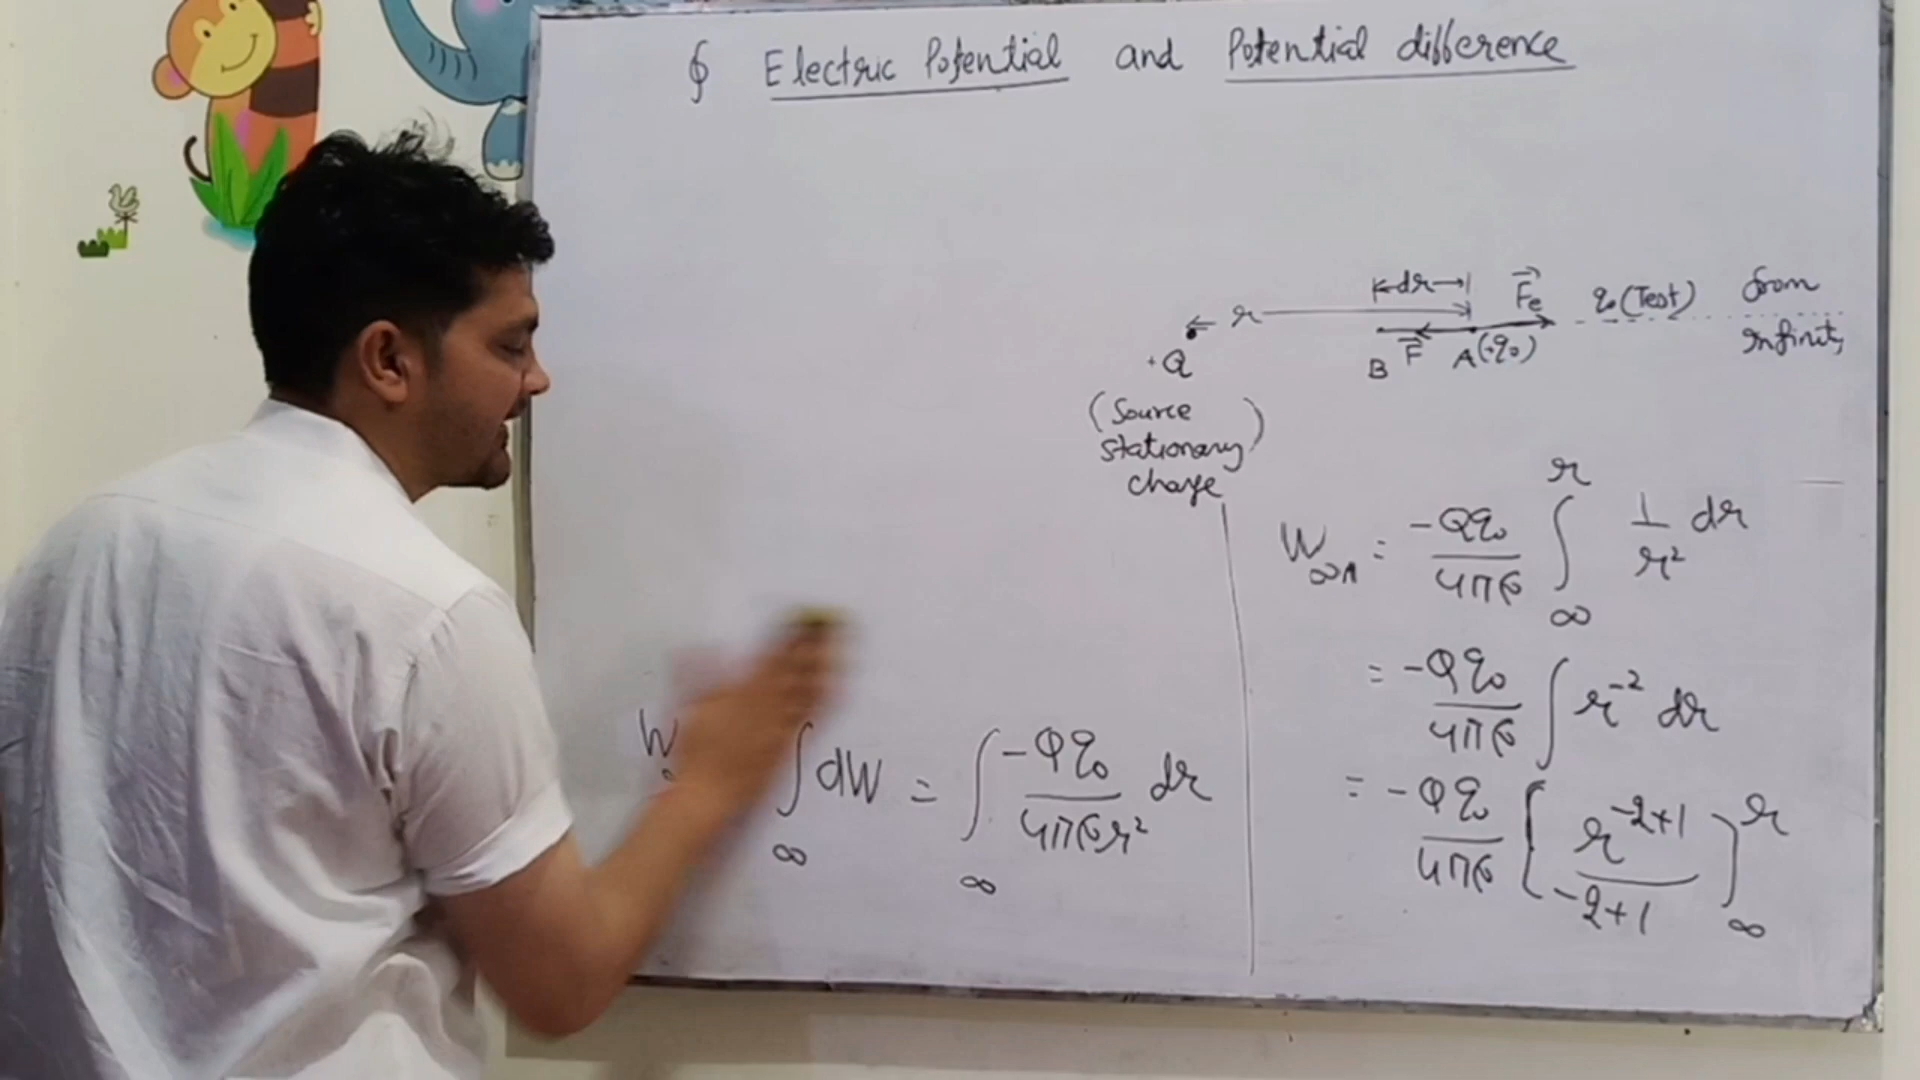 ∮ Electric Potential and Potential difference
dr
F⃗e q₀(Test) from
r
infinity
+Q B F⃗ A(+q₀)
(Source
stationary)
charge
W = ∫ dW = ∫ -Qq₀/4πε₀r² dr
∞ ∞
W∞A = -Qq₀/4πε₀ ∫ 1/r² dr
r ∞
= -Qq₀/4πε₀ ∫ r⁻² dr
= -Qq₀/4πε₀ [ r⁻²⁺¹/-2+1 ] r ∞